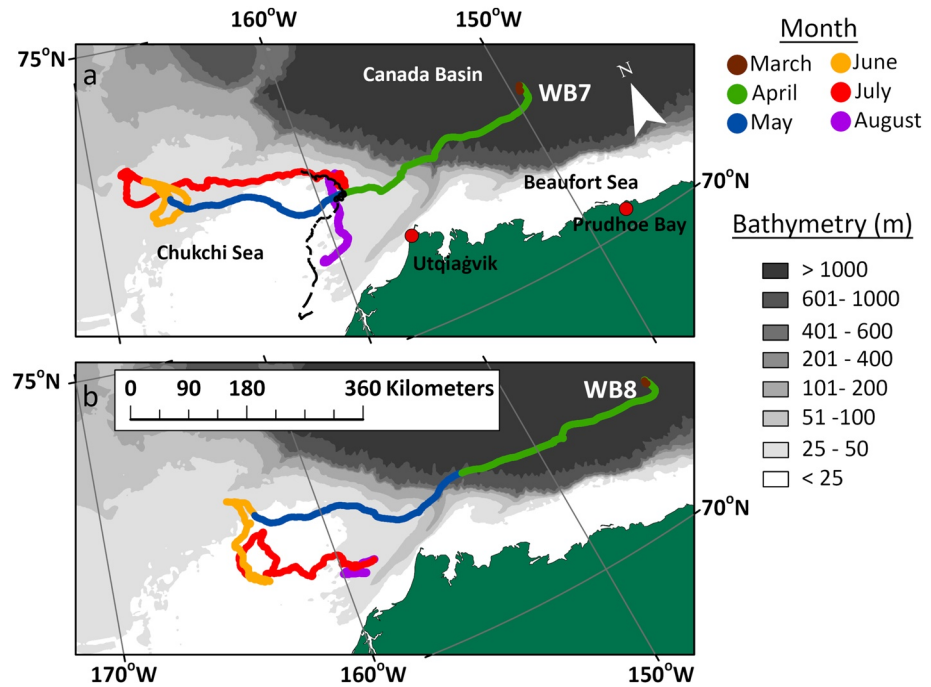 160°W
150°W
Month
75°N
a
Canada Basin
WB7
N
March
June
April
July
May
August
Beaufort Sea
70°N
Prudhoe Bay
Chukchi Sea
Utqiaġvik
Bathymetry (m)
> 1000
601- 1000
401 - 600
201 - 400
101- 200
51 -100
25 - 50
< 25
75°N
b
0 90 180 360 Kilometers
WB8
70°N
170°W
160°W
150°W